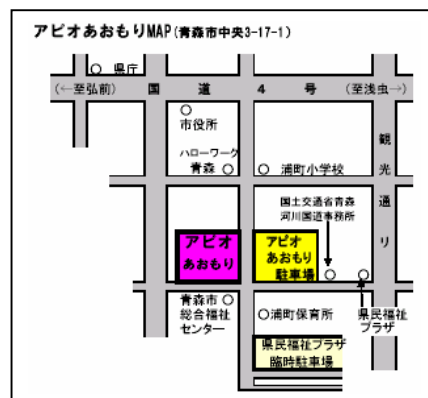 アピオあおもりMAP(青森市中央3-17-1)
県庁
(←至弘前) 国道4号 (至浅虫→)
市役所
観光通り
ハローワーク
青森
浦町小学校
国土交通省青森
河川国道事務所
アピオ
あおもり
アピオ
あおもり
駐車場
青森市
総合福祉
センター
浦町保育所
県民福祉
プラザ
県民福祉プラザ
臨時駐車場